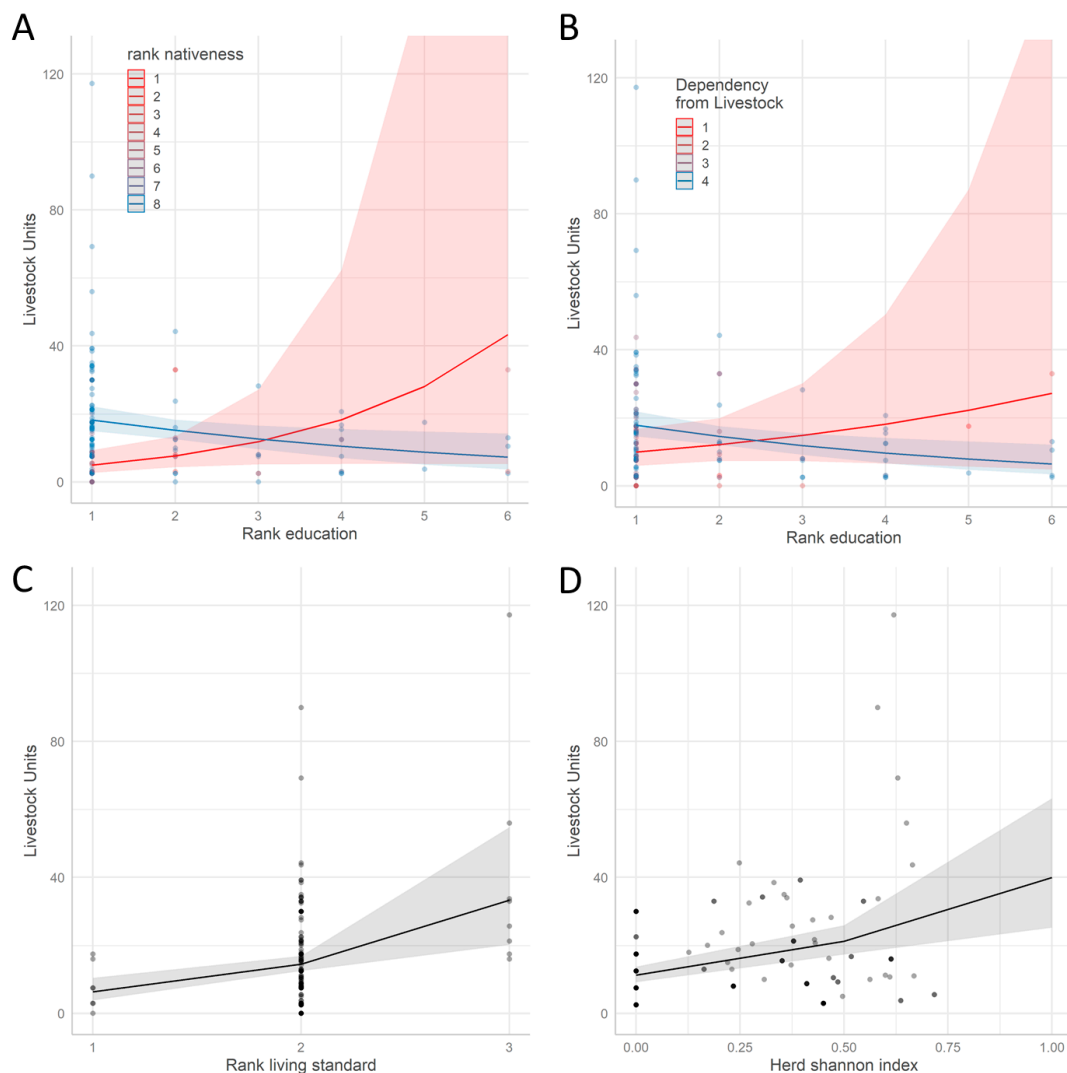 A
rank nativeness
1
2
3
4
5
6
7
8
120
80
40
0
Livestock Units
1 2 3 4 5 6
Rank education
B
Dependency
from Livestock
1
2
3
4
120
80
40
0
Livestock Units
1 2 3 4 5 6
Rank education
C
120
80
40
0
Livestock Units
1 2 3
Rank living standard
D
120
80
40
0
Livestock Units
0.00 0.25 0.50 0.75 1.00
Herd shannon index